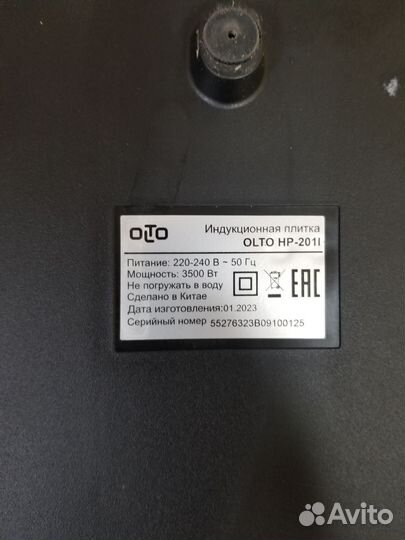 OLTO
Индукционная плитка
OLTO HP-201I
Питание: 220-240 В ~ 50 Гц
Мощность: 3500 Вт
Не погружать в воду
Сделано в Китае
EAC
Дата изготовления:01.2023
Серийный номер 55276323B09100125
Avito